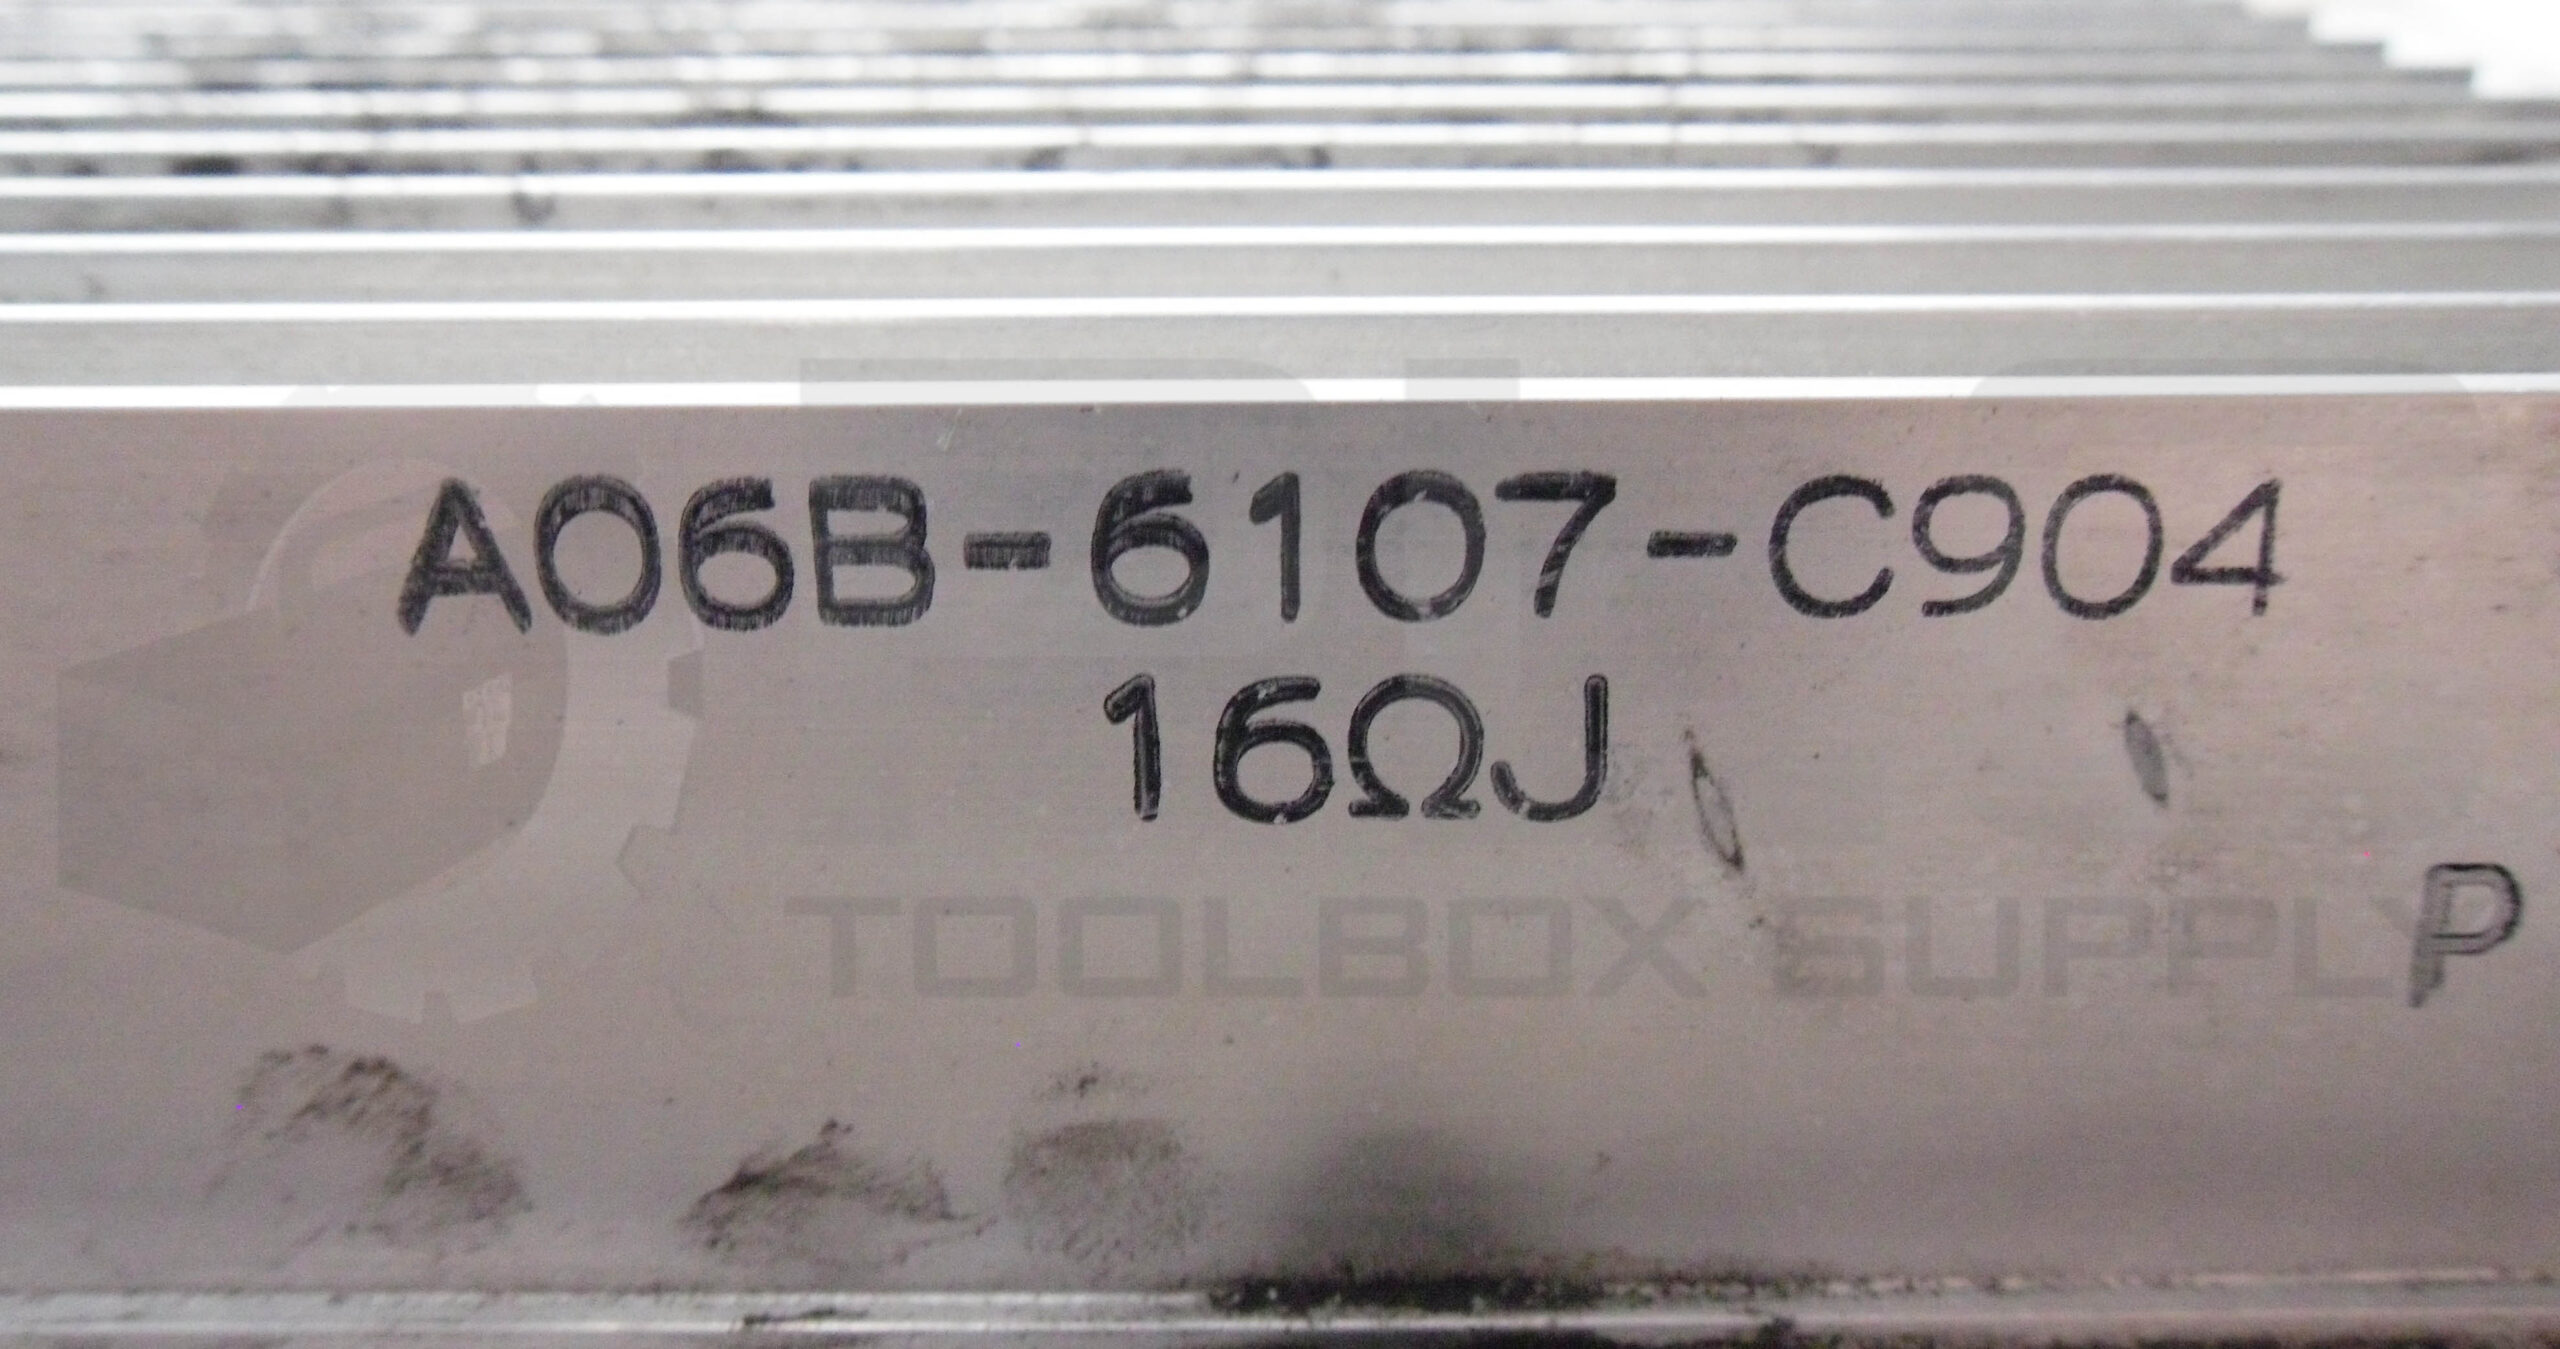 A06B-6107-C904
16ΩJ
TOOLBOX SUPPLY
P